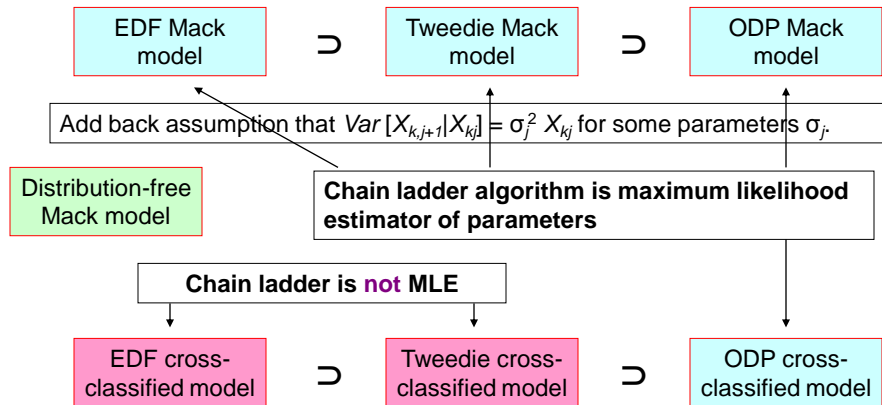 EDF Mack
model
⊃
Tweedie Mack
model
⊃
ODP Mack
model
Add back assumption that Var [X_{k,j+1}|X_{kj}] = σ_j^2 X_{kj} for some parameters σ_j.
Distribution-free
Mack model
Chain ladder algorithm is maximum likelihood
estimator of parameters
Chain ladder is not MLE
EDF cross-
classified model
⊃
Tweedie cross-
classified model
⊃
ODP cross-
classified model